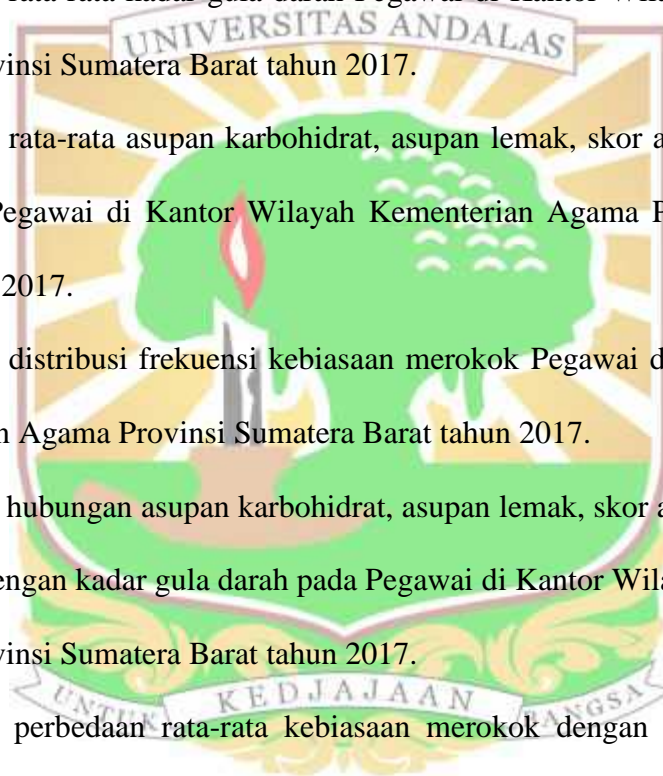 rata-rata kadar gula darah Pegawai di Kantor Wil
UNIVERSITAS ANDALAS
vinsi Sumatera Barat tahun 2017.
rata-rata asupan karbohidrat, asupan lemak, skor a
Pegawai di Kantor Wilayah Kementerian Agama P
2017.
distribusi frekuensi kebiasaan merokok Pegawai d
n Agama Provinsi Sumatera Barat tahun 2017.
hubungan asupan karbohidrat, asupan lemak, skor a
engan kadar gula darah pada Pegawai di Kantor Wila
vinsi Sumatera Barat tahun 2017.
UNTUK KEDJAJAAN BANGSA
perbedaan rata-rata kebiasaan merokok dengan